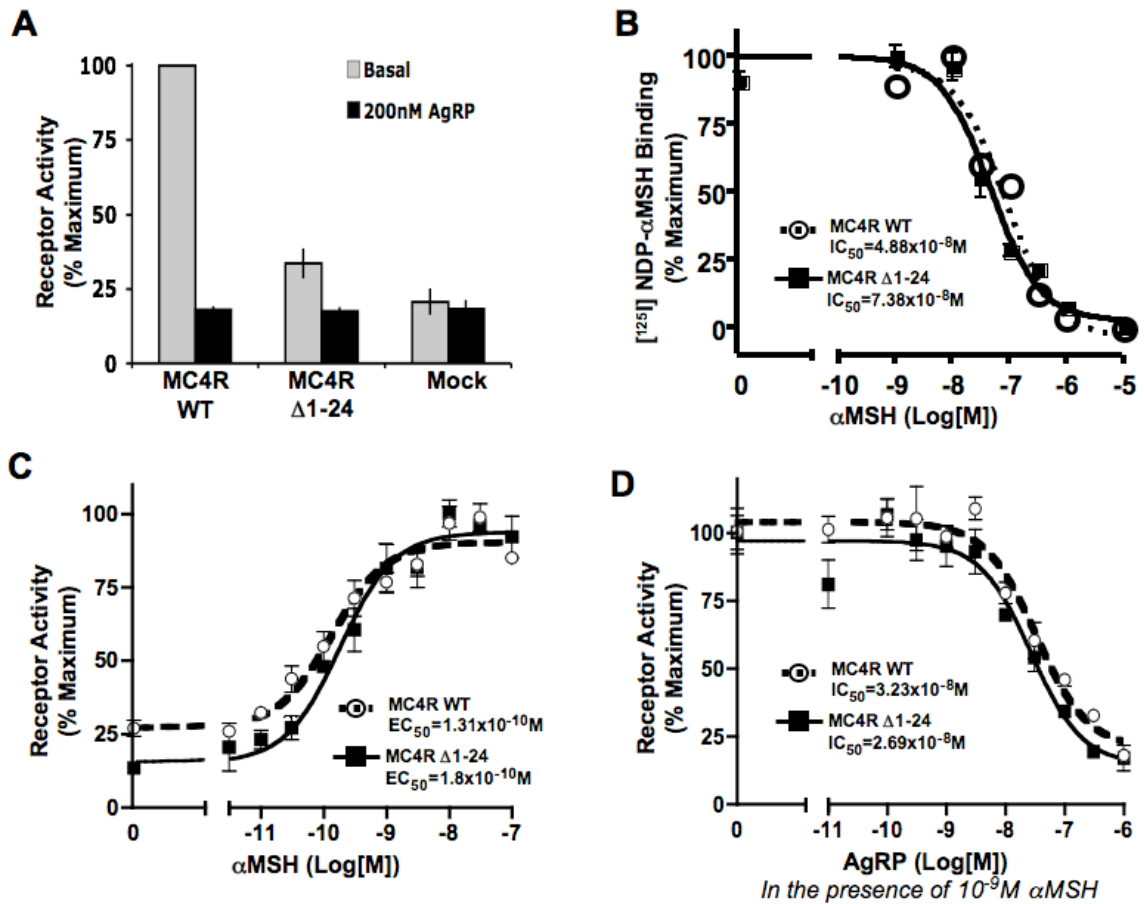 A
Receptor Activity
(% Maximum)
100
75
50
25
0
Basal
200nM AgRP
MC4R
WT
MC4R
Δ1-24
Mock
B
[¹²⁵I] NDP-αMSH Binding
(% Maximum)
100
75
50
25
0
MC4R WT
IC₅₀=4.88x10⁻⁸M
MC4R Δ1-24
IC₅₀=7.38x10⁻⁸M
0 -10 -9 -8 -7 -6 -5
αMSH (Log[M])
C
Receptor Activity
(% Maximum)
100
75
50
25
0
MC4R WT
EC₅₀=1.31x10⁻¹⁰M
MC4R Δ1-24
EC₅₀=1.8x10⁻¹⁰M
0 -11 -10 -9 -8 -7
αMSH (Log[M])
D
Receptor Activity
(% Maximum)
100
75
50
25
0
MC4R WT
IC₅₀=3.23x10⁻⁸M
MC4R Δ1-24
IC₅₀=2.69x10⁻⁸M
0 -11 -10 -9 -8 -7 -6
AgRP (Log[M])
In the presence of 10⁻⁹M αMSH